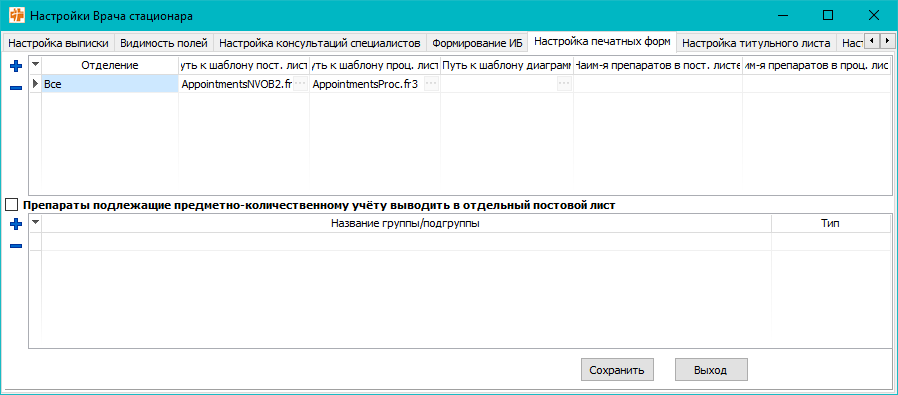 Настройки Врача стационара
Настройка выписки Видимость полей Настройка консультаций специалистов Формирование ИБ Настройка печатных форм Настройка титульного листа Наст
Отделение уть к шаблону пост. лист уть к шаблону проц. лист Путь к шаблону диаграмм Наим-я препаратов в пост. листе им-я препаратов в проц. лис
Все AppointmentsNVOB2.fr ... AppointmentsProc.fr3 ... ...
Препараты подлежащие предметно-количественному учёту выводить в отдельный постовой лист
Название группы/подгруппы Тип
Сохранить Выход